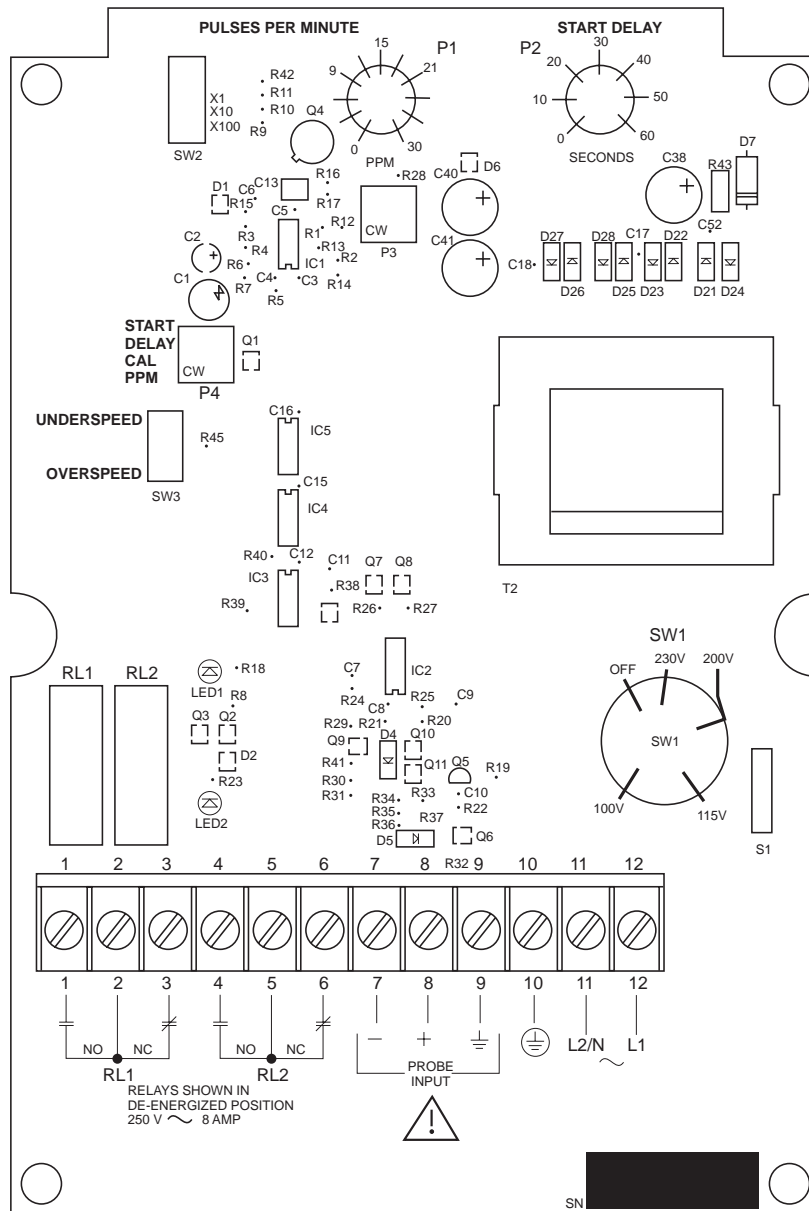 PULSES PER MINUTE
START DELAY
P1
0
9
15
21
30
PPM
P2
0
10
20
30
40
50
60
SECONDS
X1
X10
X100
SW2
R42
R11
R10
R9
Q4
D7
R43
C38
C40
D6
R28
R16
R17
C13
D1
C6
R15
C5
R1
R12
R3
R13
C2
R4
IC1
R2
R6
C1
R7
C4
C3
R5
R14
CW
P3
C41
C52
D27
D28
C17
D22
C18
D26
D25
D23
D21
D24
START
DELAY
CAL
PPM
CW
P4
Q1
UNDERSPEED
OVERSPEED
SW3
R45
C16
IC5
C15
IC4
R40
C12
C11
IC3
R38
R39
Q7
Q8
R26
R27
T2
RL1
RL2
R18
LED1
R8
Q3
Q2
D2
R23
LED2
C7
IC2
R24
C8
R25
C9
R29
R21
R20
Q9
D4
Q10
R41
Q11
Q5
R19
R30
R31
R34
R33
C10
R35
R22
R36
R37
D5
Q6
R32
SW1
OFF
230V
200V
SW1
100V
115V
S1
1 2 3 4 5 6 7 8 9 10 11 12
1 2 3 4 5 6 7 8 9 10 11 12
NO NC
RL1
NO NC
RL2
− +
PROBE
INPUT
L2/N L1
RELAYS SHOWN IN
DE-ENERGIZED POSITION
250 V ~ 8 AMP
!
SN